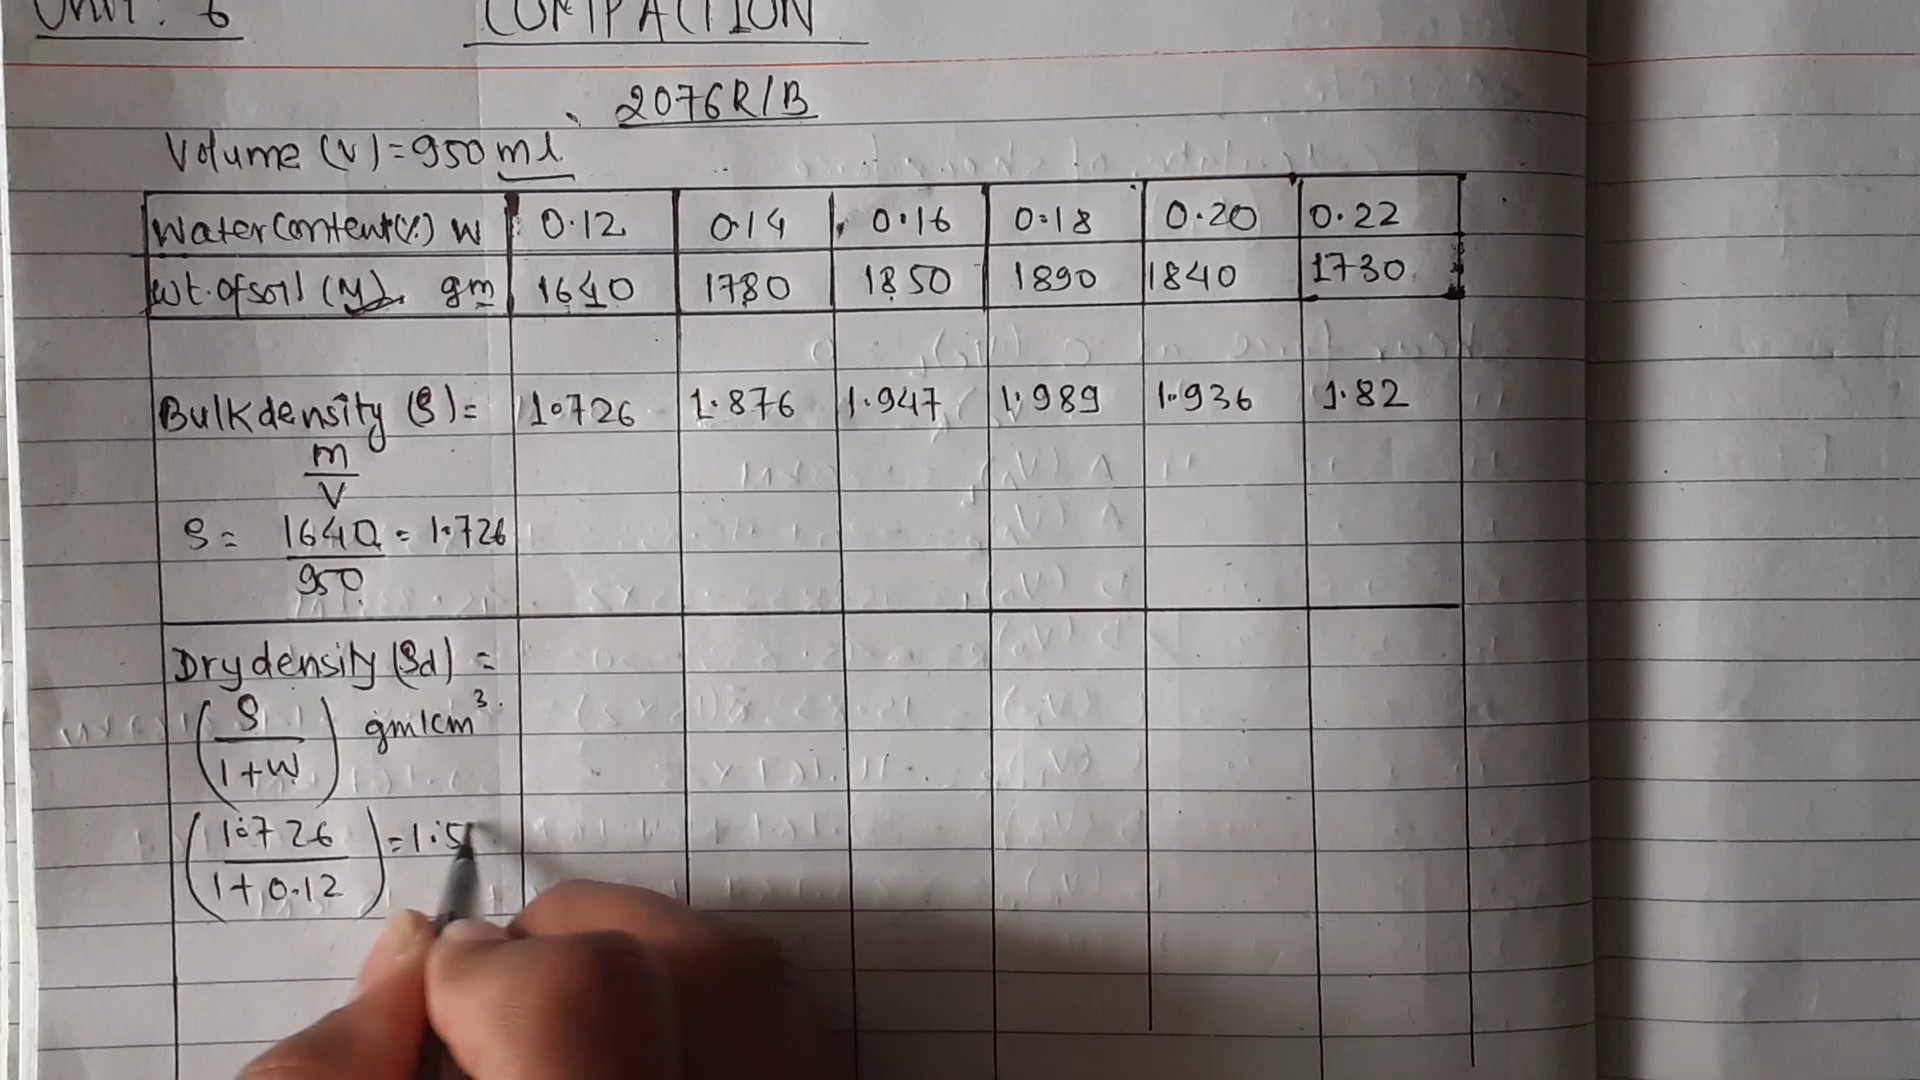 Unit: 6 COMPACTION
2076R/B
Volume (V)=950 ml
Water Content(%) W 0.12 0.14 0.16 0.18 0.20 0.22
Wt. of soil (M) gm 1640 1780 1850 1890 1840 1730
Bulk density (ρ)= 1.726 1.876 1.947 1.989 1.936 1.82
m
V
ρ= 1640 = 1.726
950
Dry density (ρd) =
(ρ/1+W) gm/cm³
(1.726/1+0.12) =1.5